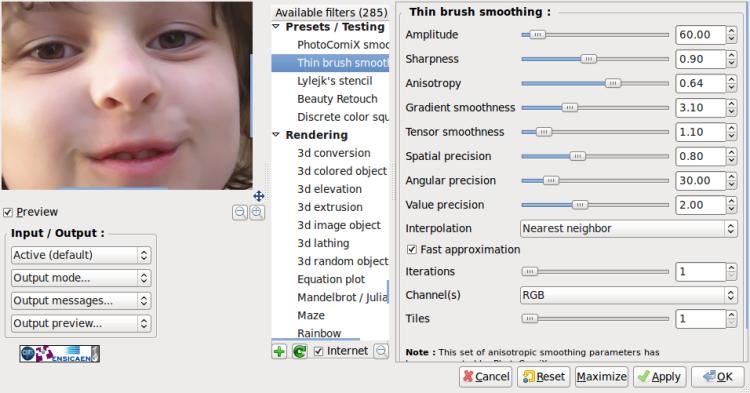 Preview
Input / Output :
Active (default)
Output mode...
Output messages...
Output preview...
ENSICAEN
Available filters (285)
Presets / Testing
PhotoComiX smoo
Thin brush smooth
Lylejk's stencil
Beauty Retouch
Discrete color squ
Rendering
3d conversion
3d colored object
3d elevation
3d extrusion
3d image object
3d lathing
3d random object
Equation plot
Mandelbrot / Julia
Maze
Rainbow
Internet
Thin brush smoothing :
Amplitude 60.00
Sharpness 0.90
Anisotropy 0.64
Gradient smoothness 3.10
Tensor smoothness 1.10
Spatial precision 0.80
Angular precision 30.00
Value precision 2.00
Interpolation Nearest neighbor
Fast approximation
Iterations 1
Channel(s) RGB
Tiles 1
Note : This set of anisotropic smoothing parameters has
Cancel Reset Maximize Apply OK